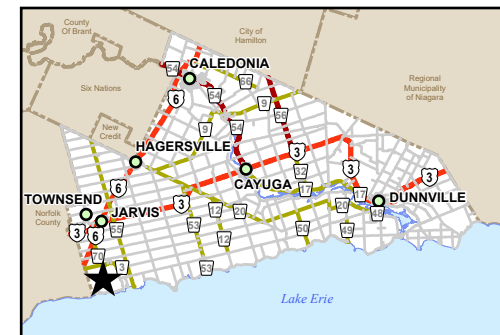 County
Of Brant
City of
Hamilton
54
CALEDONIA
66
Six Nations
6
54
Regional
Municipality
of Niagara
9
56
New
Credit
9
54
HAGERSVILLE
3
3
32
3
6
CAYUGA
17
17
TOWNSEND
3
DUNNVILLE
Norfolk
County
JARVIS
20
20
48
3
6
55
53
12
12
50
49
70
3
53
Lake Erie